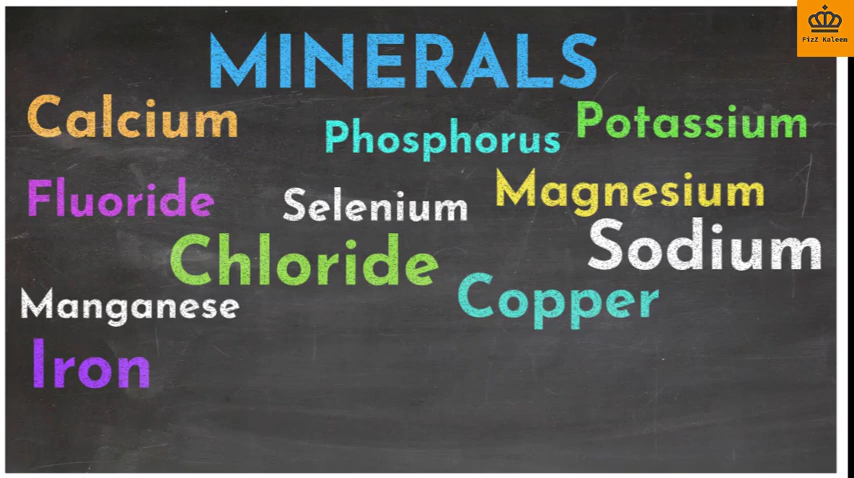 MINERALS
FizZ Kaleem
Calcium
Phosphorus
Potassium
Fluoride
Selenium
Magnesium
Chloride
Sodium
Manganese
Copper
Iron